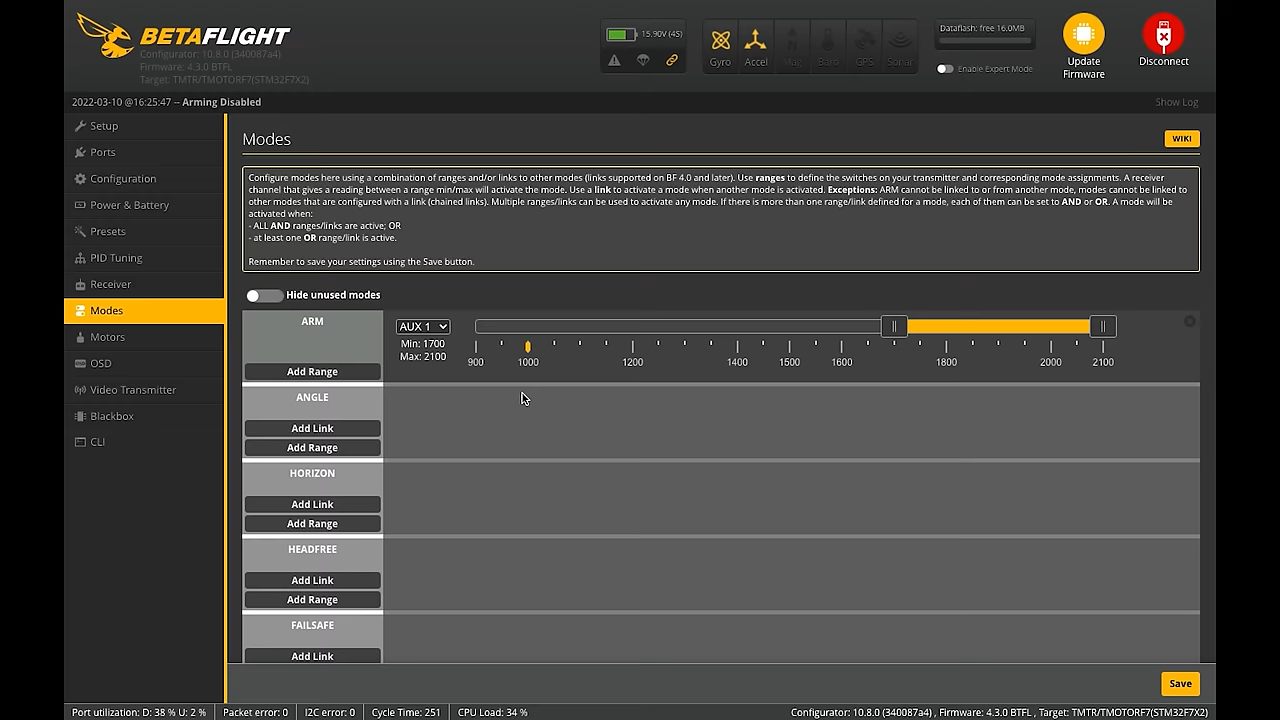 BETAFLIGHT
Configurator: 10.8.0 (340087a4)
Firmware: 4.3.0 BTFL
Target: TMTR/TMOTORF7(STM32F7X2)
15.90V (4S)
Gyro
Accel
Mag
Baro
GPS
Sonar
Dataflash: free 16.0MB
Enable Expert Mode
Update
Firmware
Disconnect
2022-03-10 @16:25:47 -- Arming Disabled
Show Log
Setup
Ports
Configuration
Power & Battery
Presets
PID Tuning
Receiver
Modes
Motors
OSD
Video Transmitter
Blackbox
CLI
Modes
WIKI
Configure modes here using a combination of ranges and/or links to other modes (links supported on BF 4.0 and later). Use ranges to define the switches on your transmitter and corresponding mode assignments. A receiver
channel that gives a reading between a range min/max will activate the mode. Use a link to activate a mode when another mode is activated. Exceptions: ARM cannot be linked to or from another mode, modes cannot be linked to
other modes that are configured with a link (chained links). Multiple ranges/links can be used to activate any mode. If there is more than one range/link defined for a mode, each of them can be set to AND or OR. A mode will be
activated when:
- ALL AND ranges/links are active; OR
- at least one OR range/link is active.
Remember to save your settings using the Save button.
Hide unused modes
ARM
Add Range
AUX 1
Min: 1700
Max: 2100
900 1000 1200 1400 1500 1600 1800 2000 2100
ANGLE
Add Link
Add Range
HORIZON
Add Link
Add Range
HEADFREE
Add Link
Add Range
FAILSAFE
Add Link
Save
Port utilization: D: 38 % U: 2 %
Packet error: 0
I2C error: 0
Cycle Time: 251
CPU Load: 34 %
Configurator: 10.8.0 (340087a4) , Firmware: 4.3.0 BTFL , Target: TMTR/TMOTORF7(STM32F7X2)